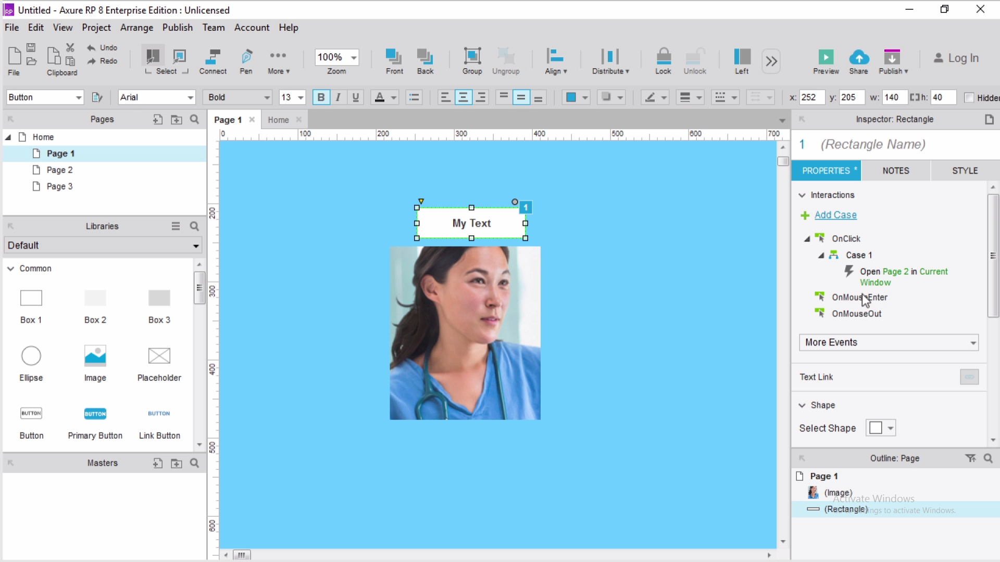 Untitled - Axure RP 8 Enterprise Edition : Unlicensed
File Edit View Project Arrange Publish Team Account Help
Undo
Redo
File Clipboard Select Connect Pen More 100% Zoom Front Back Group Ungroup Align Distribute Lock Unlock Left Preview Share Publish Log In
Button Arial Bold 13 B I U A x: 252 y: 205 w: 140 h: 40 Hidden
Pages
Home
Page 1
Page 2
Page 3
Libraries
Default
Common
Box 1 Box 2 Box 3
Ellipse Image Placeholder
BUTTON BUTTON BUTTON
Button Primary Button Link Button
Masters
Page 1 Home
0 100 200 300 400 500 600 700
200
300
400
500
600
1
My Text
Inspector: Rectangle
1 (Rectangle Name)
PROPERTIES * NOTES STYLE
Interactions
Add Case
OnClick
Case 1
Open Page 2 in Current
Window
OnMouseEnter
OnMouseOut
More Events
Text Link
Shape
Select Shape
Outline: Page
Page 1
(Image)
Activate Windows
(Rectangle)
Go to Settings to activate Windows.